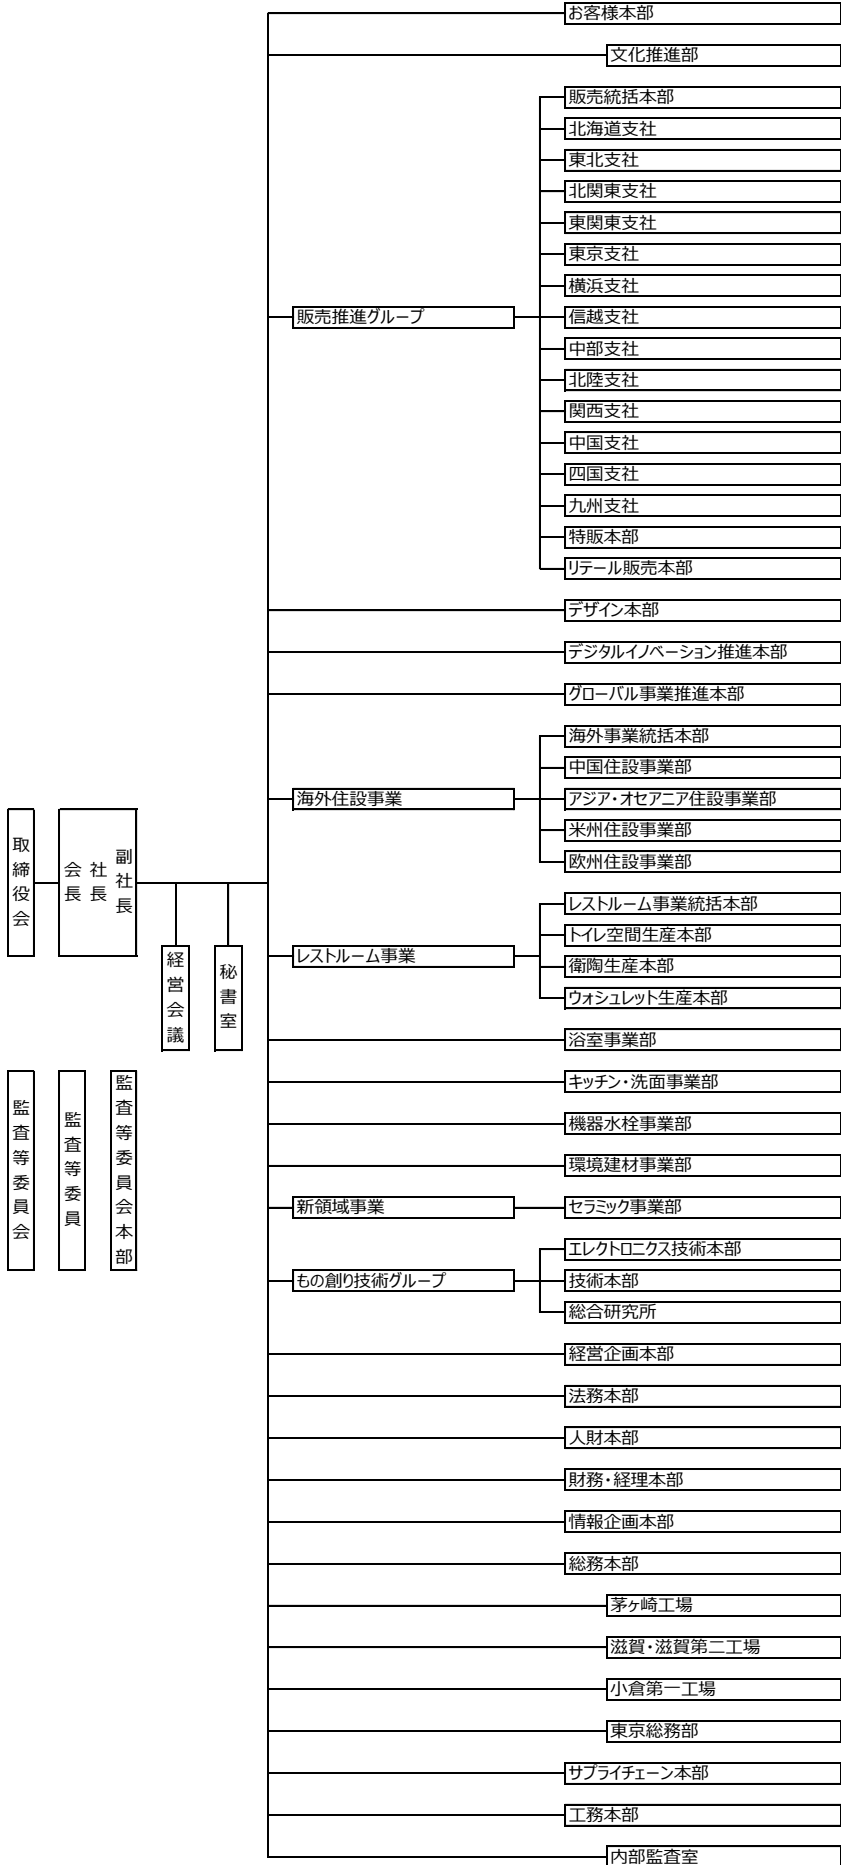 お客様本部
文化推進部
販売統括本部
北海道支社
東北支社
北関東支社
東関東支社
東京支社
横浜支社
販売推進グループ
信越支社
中部支社
北陸支社
関西支社
中国支社
四国支社
九州支社
特販本部
リテール販売本部
デザイン本部
デジタルイノベーション推進本部
グローバル事業推進本部
海外事業統括本部
中国住設事業部
海外住設事業
アジア・オセアニア住設事業部
米州住設事業部
欧州住設事業部
取締役会
会長
社長
副社長
経営会議
秘書室
レストルーム事業統括本部
トイレ空間生産本部
レストルーム事業
衛陶生産本部
ウォシュレット生産本部
浴室事業部
監査等委員会
監査等委員
監査等委員会本部
キッチン・洗面事業部
機器水栓事業部
環境建材事業部
新領域事業
セラミック事業部
エレクトロニクス技術本部
もの創り技術グループ
技術本部
総合研究所
経営企画本部
法務本部
人財本部
財務・経理本部
情報企画本部
総務本部
茅ヶ崎工場
滋賀・滋賀第二工場
小倉第一工場
東京総務部
サプライチェーン本部
工務本部
内部監査室